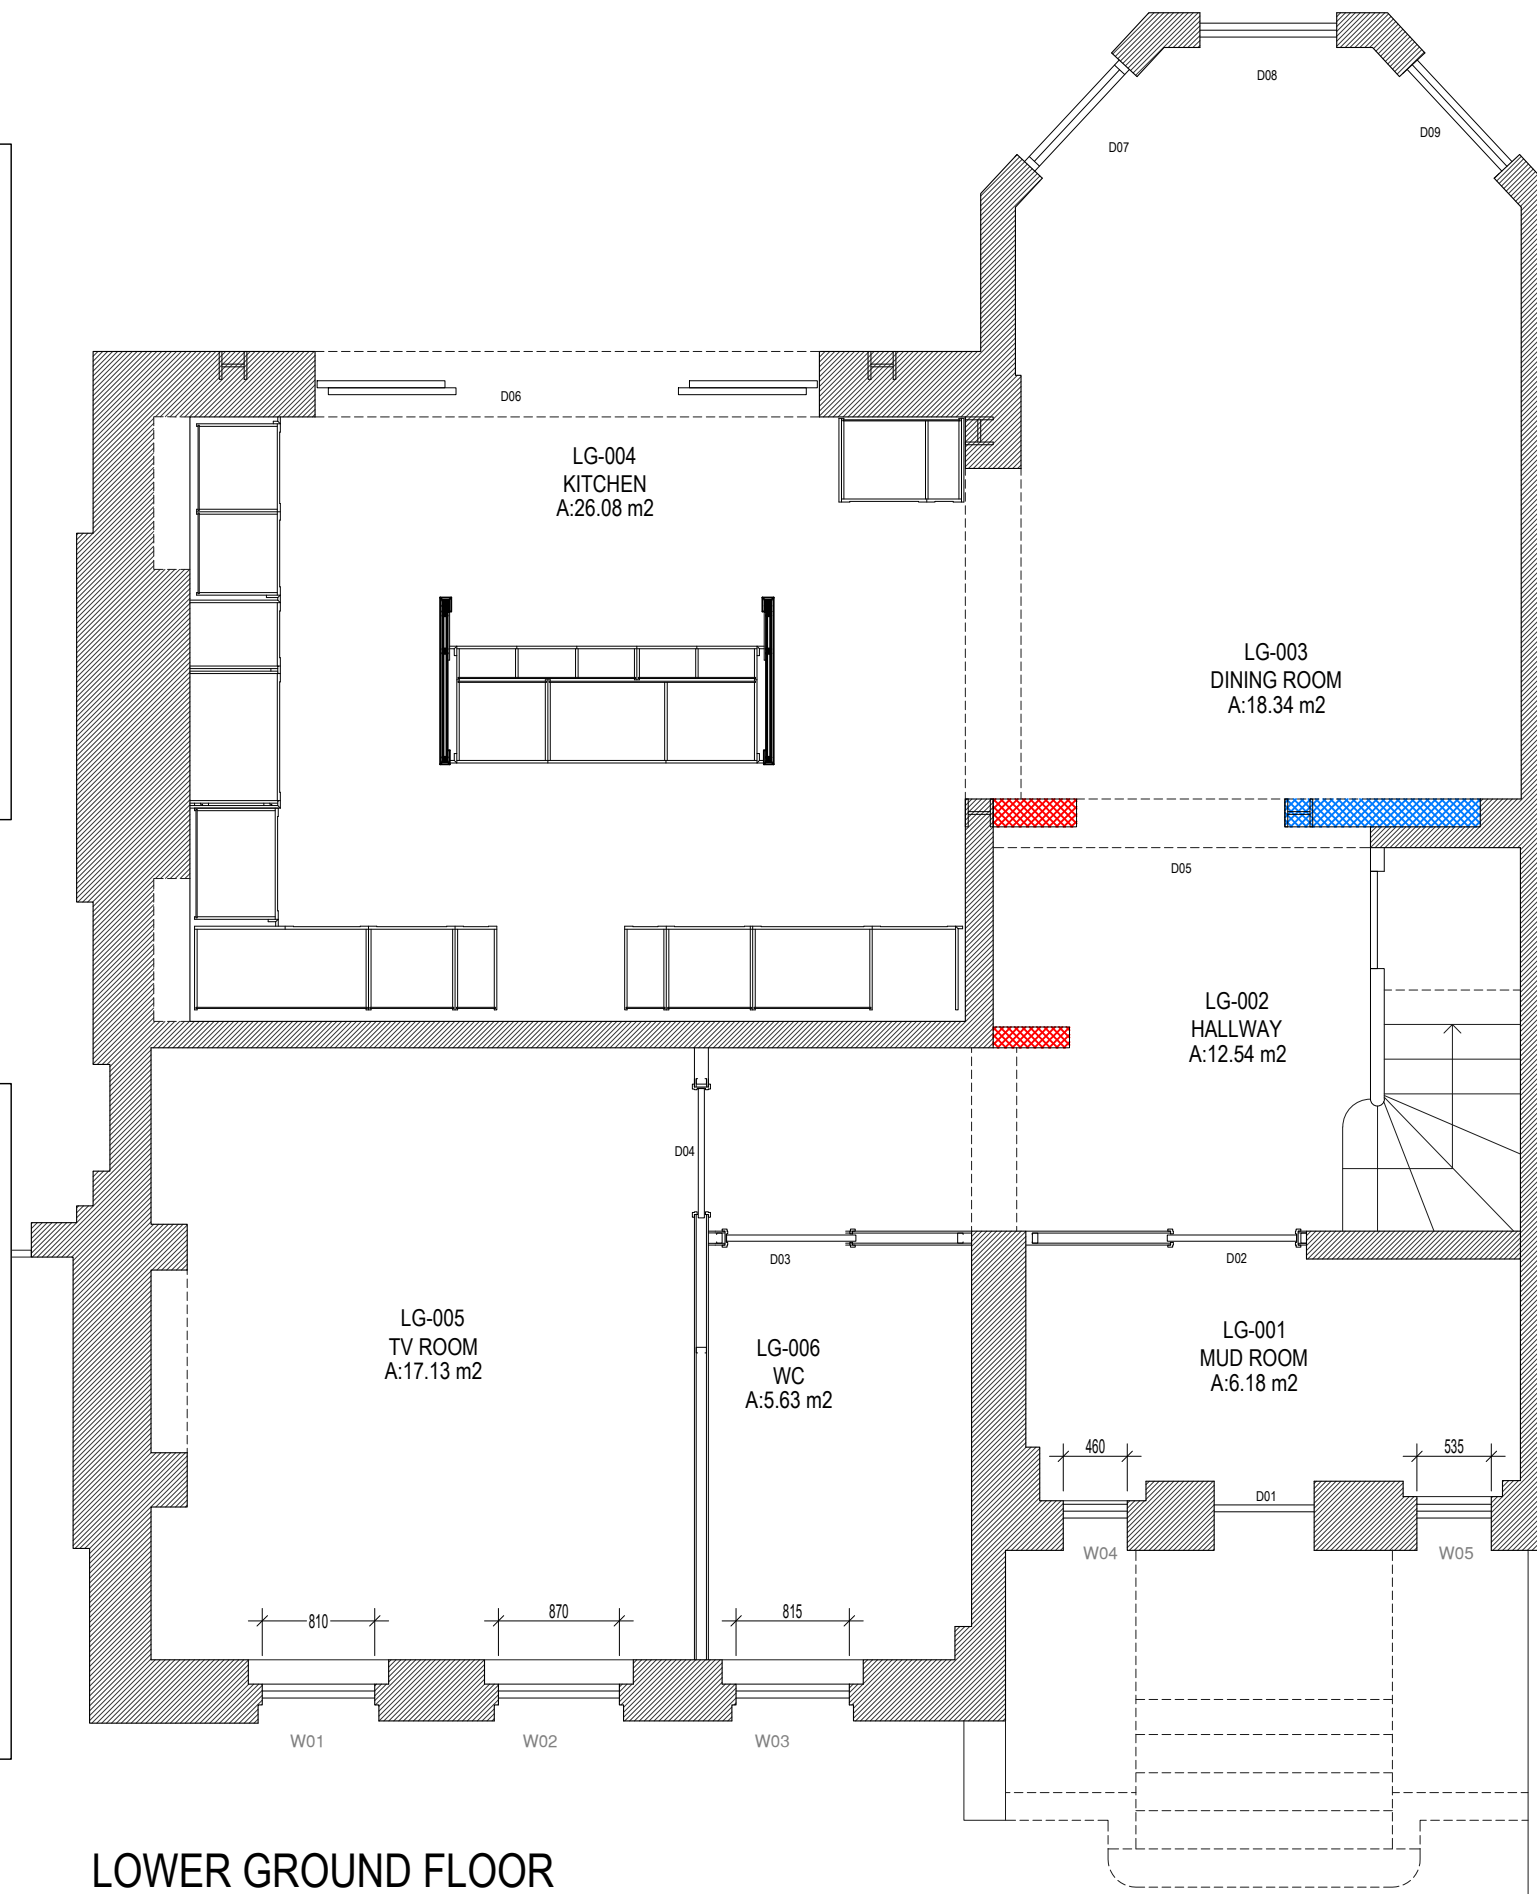 D08
D09
D07
D06
LG-004
KITCHEN
A:26.08 m2
LG-003
DINING ROOM
A:18.34 m2
D05
LG-002
HALLWAY
A:12.54 m2
D04
D03
D02
LG-005
TV ROOM
A:17.13 m2
LG-006
WC
A:5.63 m2
LG-001
MUD ROOM
A:6.18 m2
460
535
D01
W04
W05
810
870
815
W01
W02
W03
LOWER GROUND FLOOR